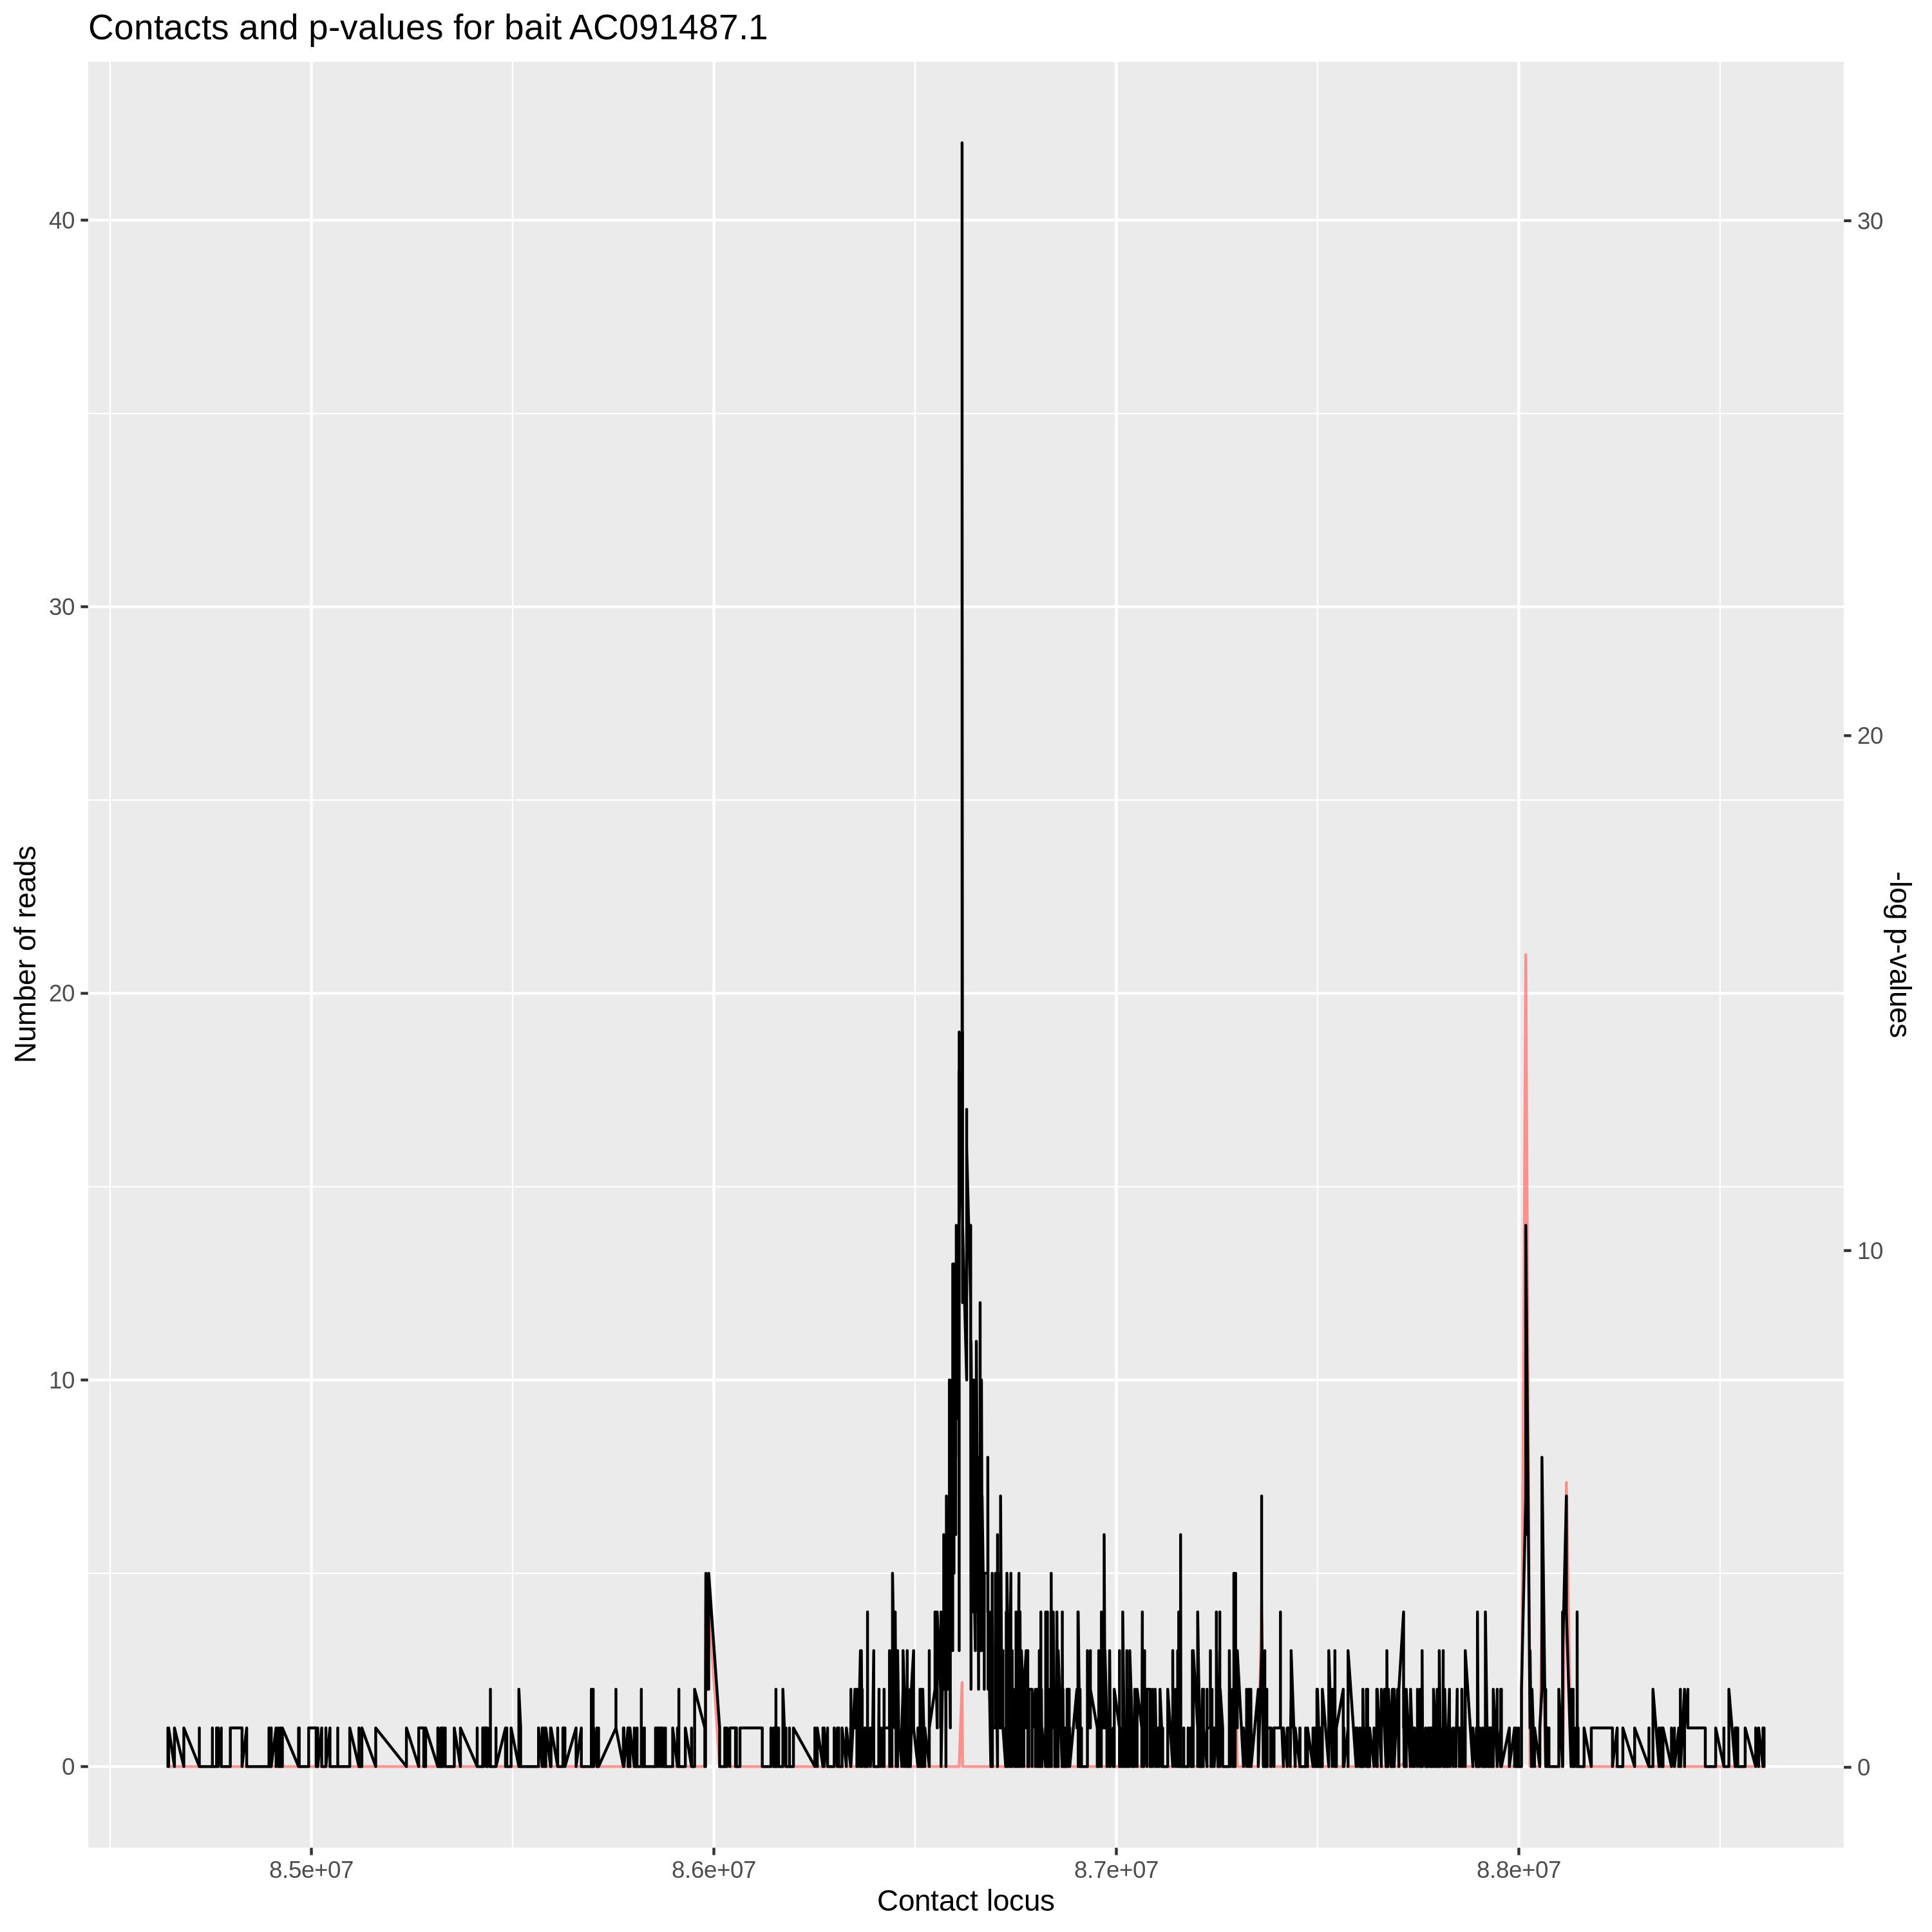 Contacts and p-values for bait AC091487.1
40
30
20
10
0
Number of reads
30
20
10
0
-log p-values
8.5e+07
8.6e+07
8.7e+07
8.8e+07
Contact locus